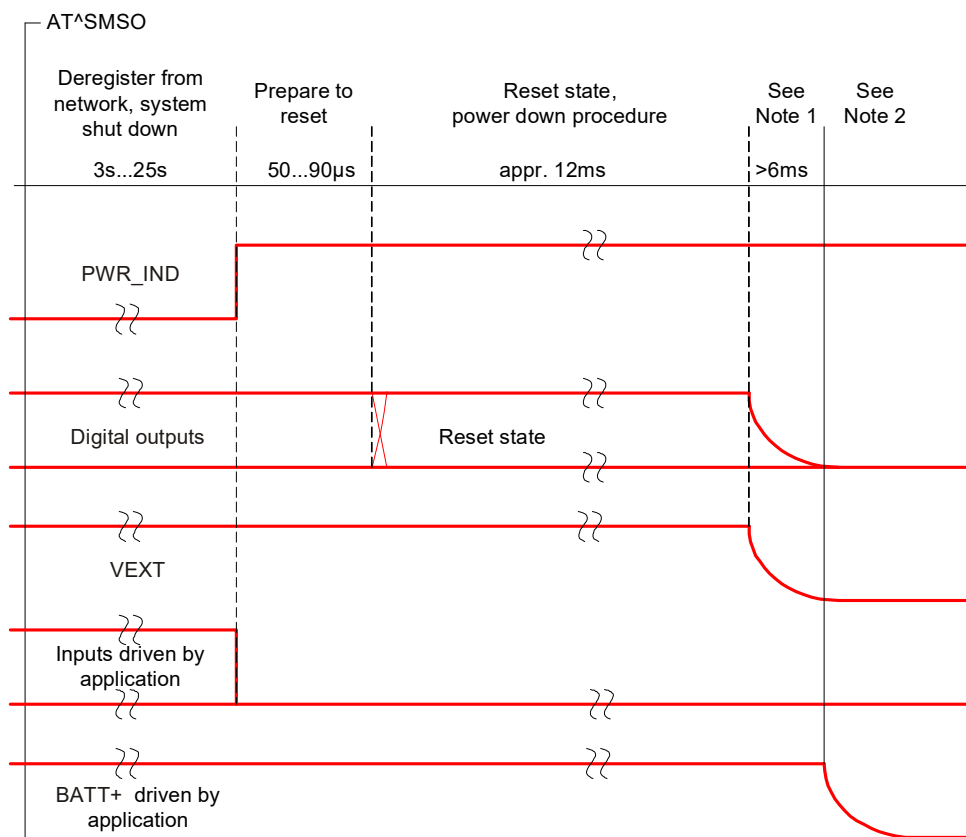 AT^SMSO
Deregister from
network, system
shut down
Prepare to
reset
Reset state,
power down procedure
See
Note 1
See
Note 2
3s...25s
50...90µs
appr. 12ms
>6ms
PWR_IND
Digital outputs
Reset state
VEXT
Inputs driven by
application
BATT+ driven by
application